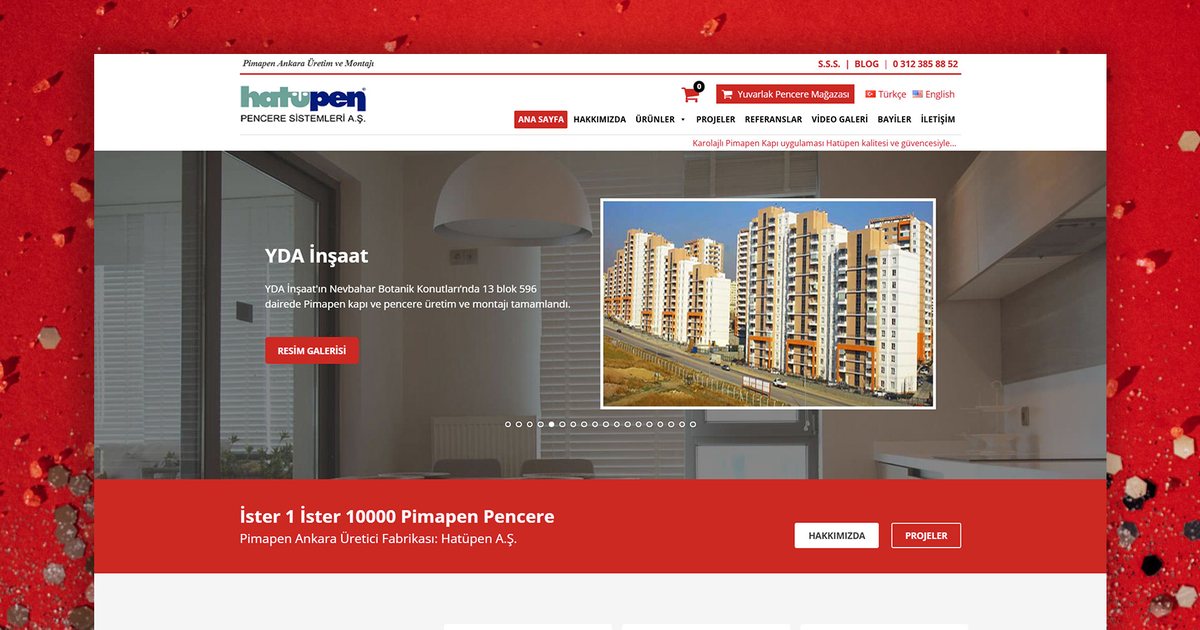 Pimapen Ankara Üretim ve Montajı
S.S.S. | BLOG | 0 312 385 88 52
hatüpen
PENCERE SİSTEMLERİ A.Ş.
0
Yuvarlak Pencere Mağazası
Türkçe
English
ANA SAYFA HAKKIMIZDA ÜRÜNLER PROJELER REFERANSLAR VİDEO GALERİ BAYİLER İLETİŞİM
Karolajlı Pimapen Kapı uygulaması Hatüpen kalitesi ve güvencesiyle...
YDA İnşaat
YDA İnşaat'ın Nevbahar Botanik Konutları'nda 13 blok 596
dairede Pimapen kapı ve pencere üretim ve montajı tamamlandı.
RESİM GALERİSİ
İster 1 İster 10000 Pimapen Pencere
Pimapen Ankara Üretici Fabrikası: Hatüpen A.Ş.
HAKKIMIZDA
PROJELER